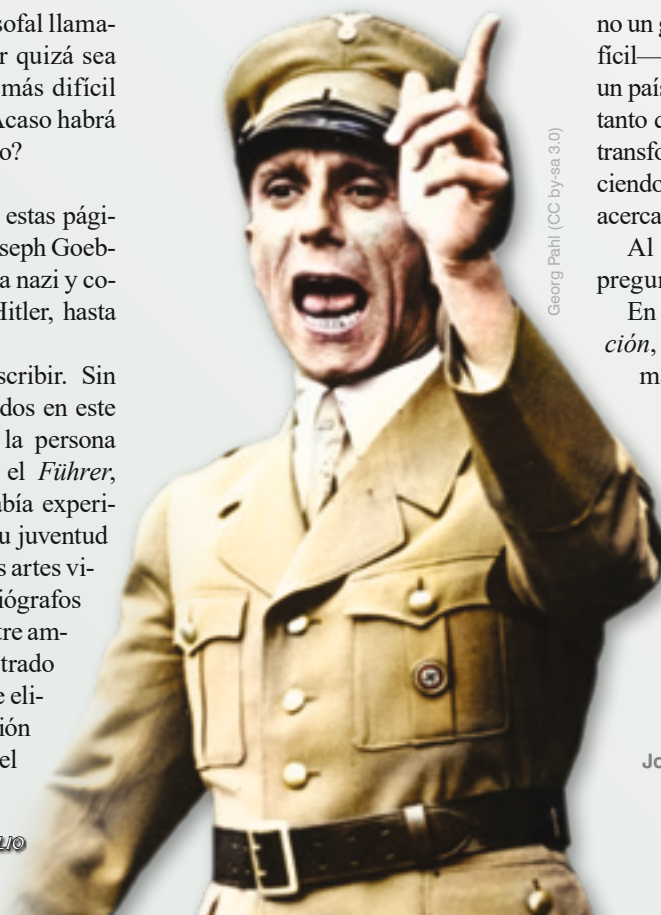 sofal llama-
r quizá sea
más difícil
Acaso habrá
o?
estas pági-
seph Goeb-
a nazi y co-
Hitler, hasta
scribir. Sin
dos en este
la persona
el Führer,
abía experi-
u juventud
s artes vi-
iógrafos
tre am-
trado
e eli-
ión
el
LIO
Georg Pahl (CC by-sa 3.0)
no un g
fícil—
un país
tanto d
transfo
ciendo
acerca
Al
pregun
En
ción,
m
Jo